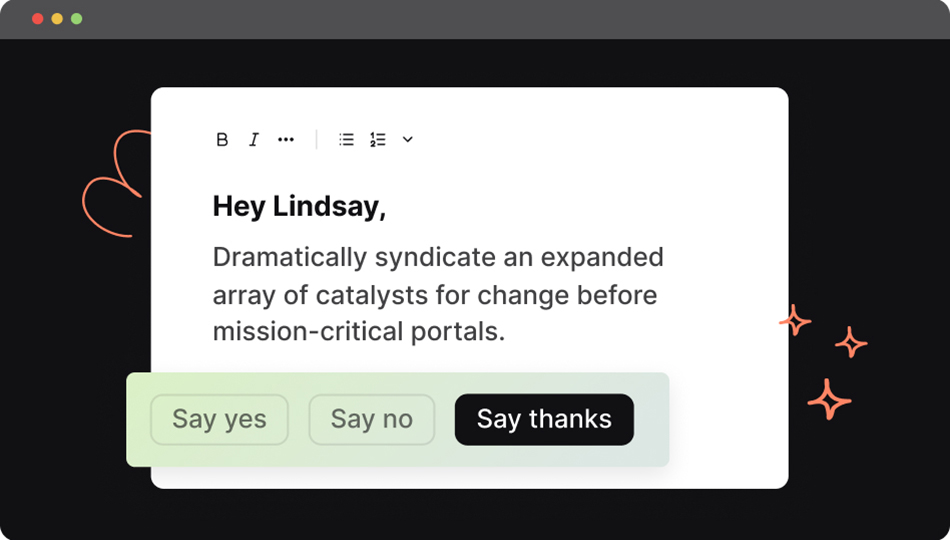 B I
Hey Lindsay,
Dramatically syndicate an expanded
array of catalysts for change before
mission-critical portals.
Say yes Say no Say thanks